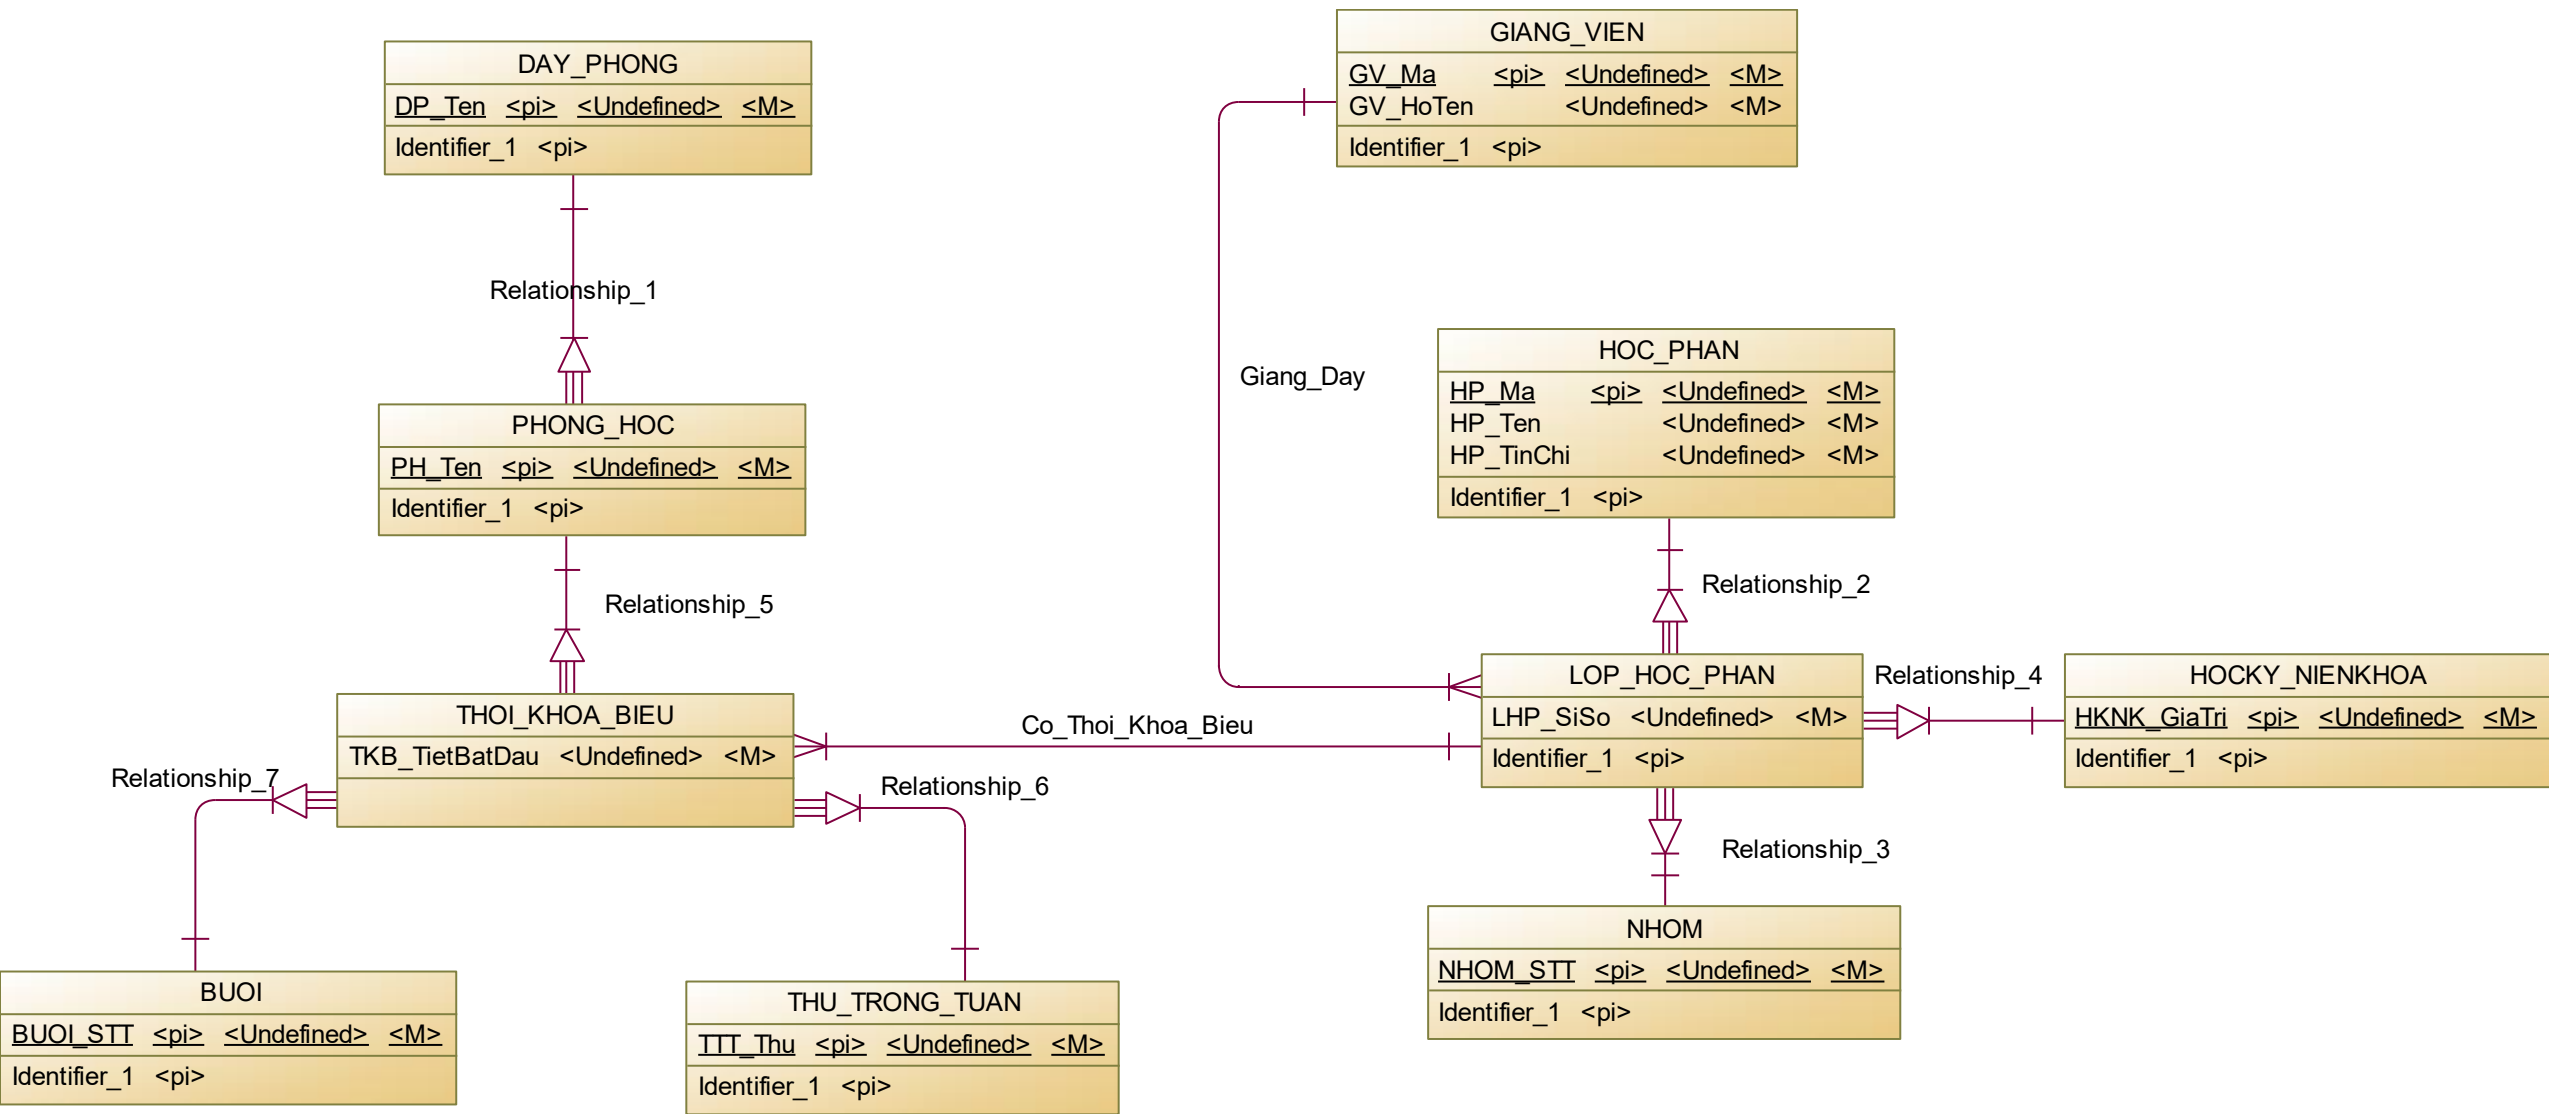 DAY_PHONG
DP_Ten <pi> <Undefined> <M>
Identifier_1 <pi>
GIANG_VIEN
GV_Ma <pi> <Undefined> <M>
GV_HoTen <Undefined> <M>
Identifier_1 <pi>
Relationship_1
Giang_Day
HOC_PHAN
HP_Ma <pi> <Undefined> <M>
HP_Ten <Undefined> <M>
HP_TinChi <Undefined> <M>
Identifier_1 <pi>
PHONG_HOC
PH_Ten <pi> <Undefined> <M>
Identifier_1 <pi>
Relationship_5
Relationship_2
THOI_KHOA_BIEU
TKB_TietBatDau <Undefined> <M>
Co_Thoi_Khoa_Bieu
LOP_HOC_PHAN
LHP_SiSo <Undefined> <M>
Identifier_1 <pi>
Relationship_4
HOCKY_NIENKHOA
HKNK_GiaTri <pi> <Undefined> <M>
Identifier_1 <pi>
Relationship_7
Relationship_6
Relationship_3
BUOI
BUOI_STT <pi> <Undefined> <M>
Identifier_1 <pi>
THU_TRONG_TUAN
TTT_Thu <pi> <Undefined> <M>
Identifier_1 <pi>
NHOM
NHOM_STT <pi> <Undefined> <M>
Identifier_1 <pi>